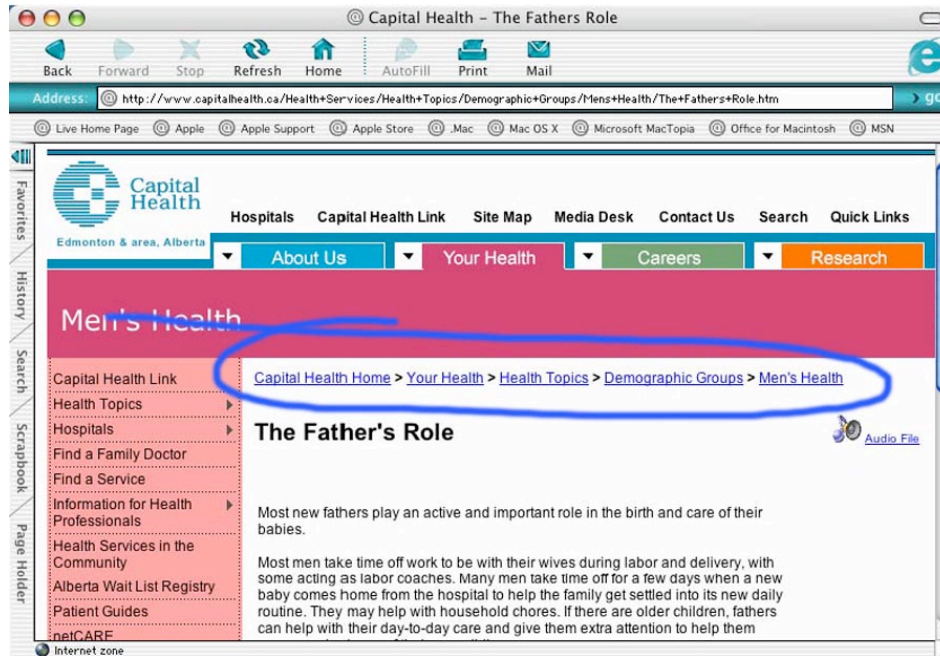 Capital Health – The Fathers Role
Back Forward Stop Refresh Home AutoFill Print Mail
Address: http://www.capitalhealth.ca/Health+Services/Health+Topics/Demographic+Groups/Mens+Health/The+Fathers+Role.htm go
Live Home Page Apple Apple Support Apple Store .Mac Mac OS X Microsoft MacTopia Office for Macintosh MSN
Favorites
History
Search
Scrapbook
Page Holder
Capital
Health
Edmonton & area, Alberta
Hospitals Capital Health Link Site Map Media Desk Contact Us Search Quick Links
About Us Your Health Careers Research
Men's Health
Capital Health Home > Your Health > Health Topics > Demographic Groups > Men's Health
Capital Health Link
Health Topics
Hospitals
Find a Family Doctor
Find a Service
Information for Health
Professionals
Health Services in the
Community
Alberta Wait List Registry
Patient Guides
netCARE
The Father's Role
Audio File
Most new fathers play an active and important role in the birth and care of their
babies.
Most men take time off work to be with their wives during labor and delivery, with
some acting as labor coaches. Many men take time off for a few days when a new
baby comes home from the hospital to help the family get settled into its new daily
routine. They may help with household chores. If there are older children, fathers
can help with their day-to-day care and give them extra attention to help them
Internet zone